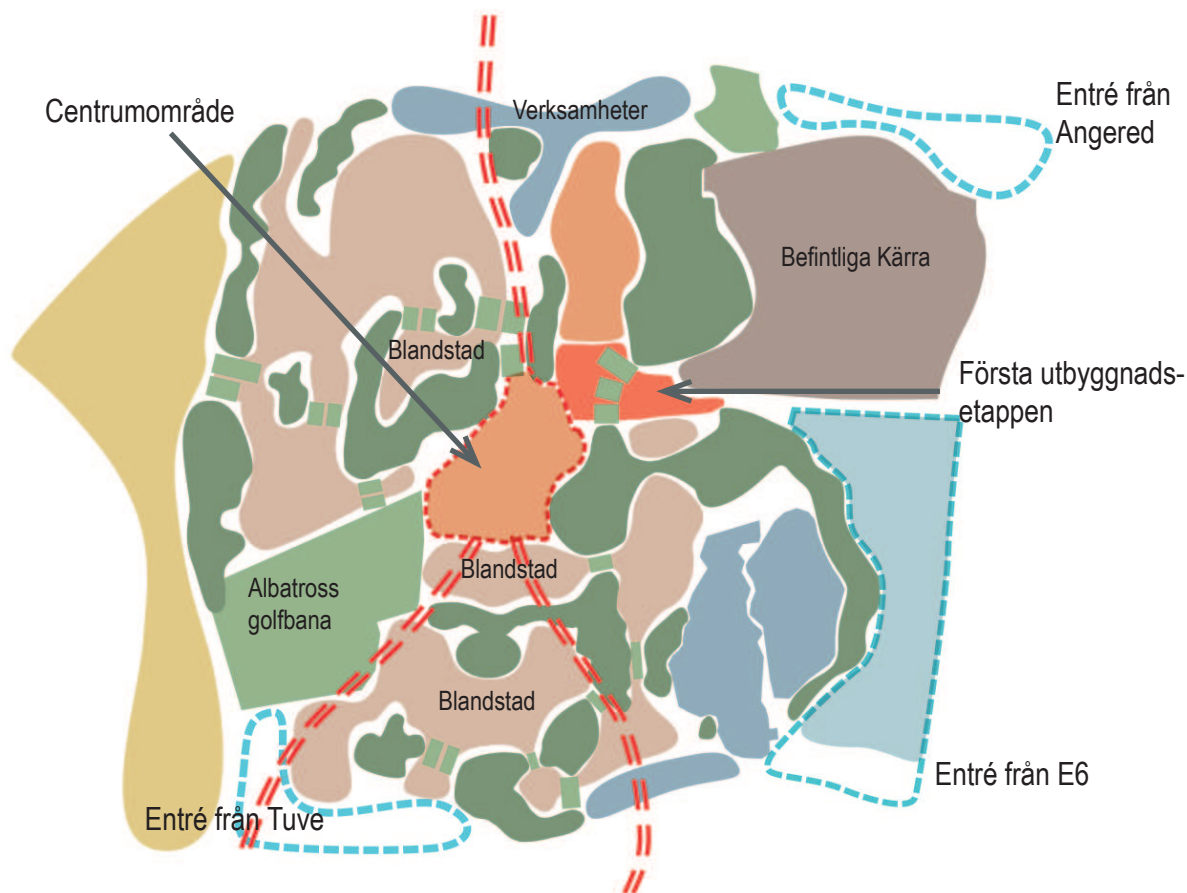 Centrumområde
Verksamheter
Entré från
Angered
Befintliga Kärra
Blandstad
Första utbyggnads-
etappen
Blandstad
Albatross
golfbana
Blandstad
Entré från E6
Entré från Tuve